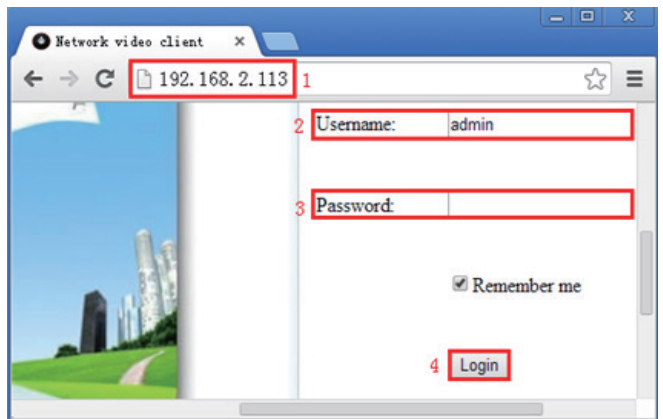 Network video client
192.168.2.113 1
2 Username: admin
3 Password:
Remember me
4 Login